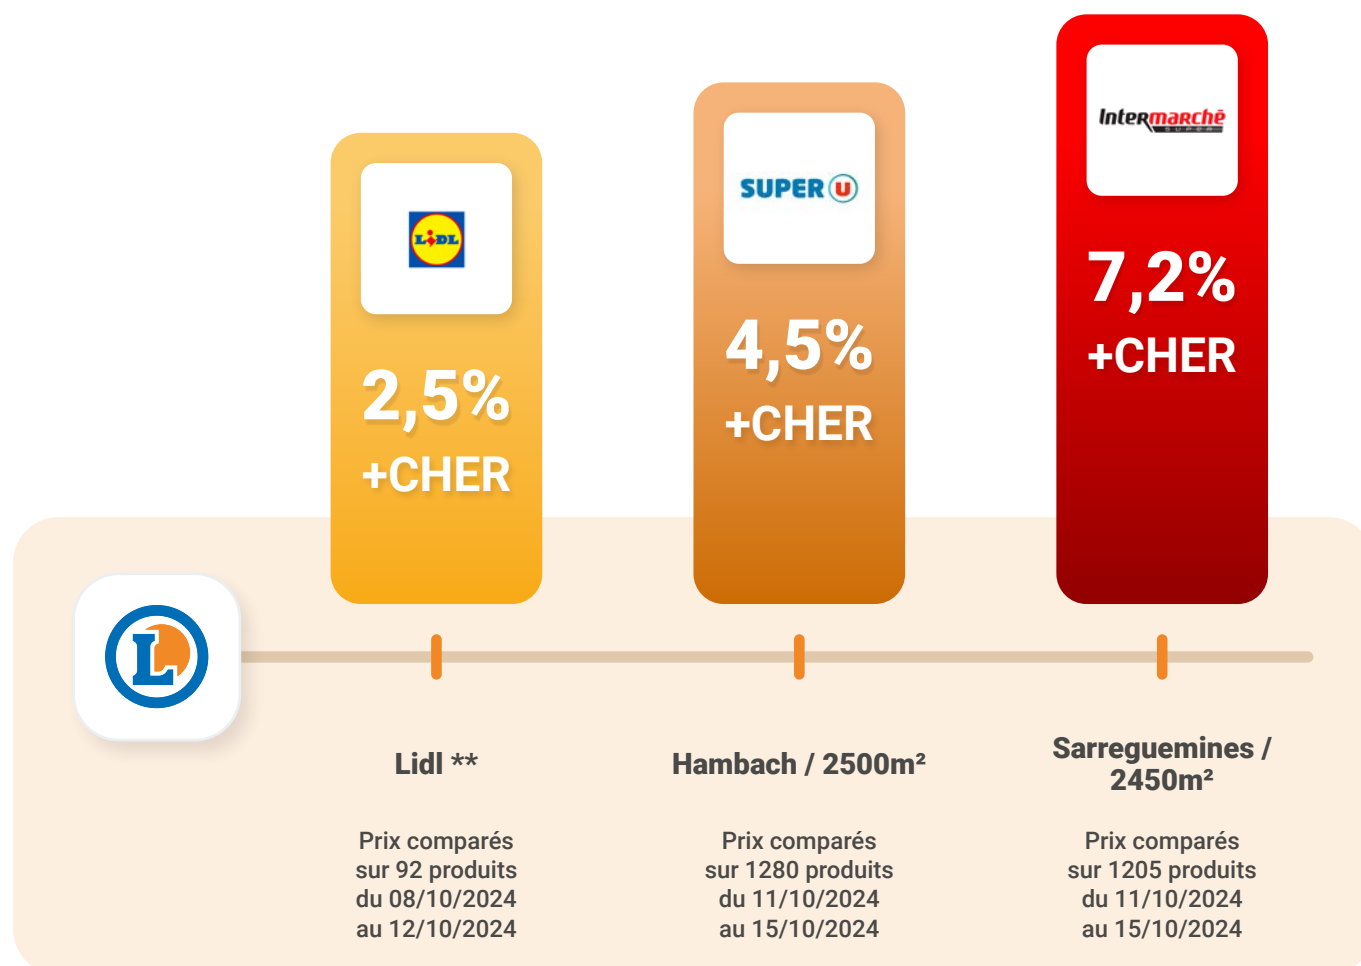 LIDL
2,5%
+CHER
SUPER U
4,5%
+CHER
Intermarchē
SUPER
7,2%
+CHER
L
Lidl **
Prix comparés
sur 92 produits
du 08/10/2024
au 12/10/2024
Hambach / 2500m²
Prix comparés
sur 1280 produits
du 11/10/2024
au 15/10/2024
Sarreguemines /
2450m²
Prix comparés
sur 1205 produits
du 11/10/2024
au 15/10/2024